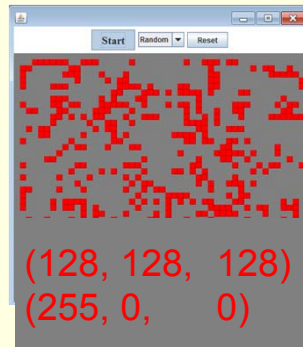 Start Random Reset
(128, 128, 128)
(255, 0, 0)